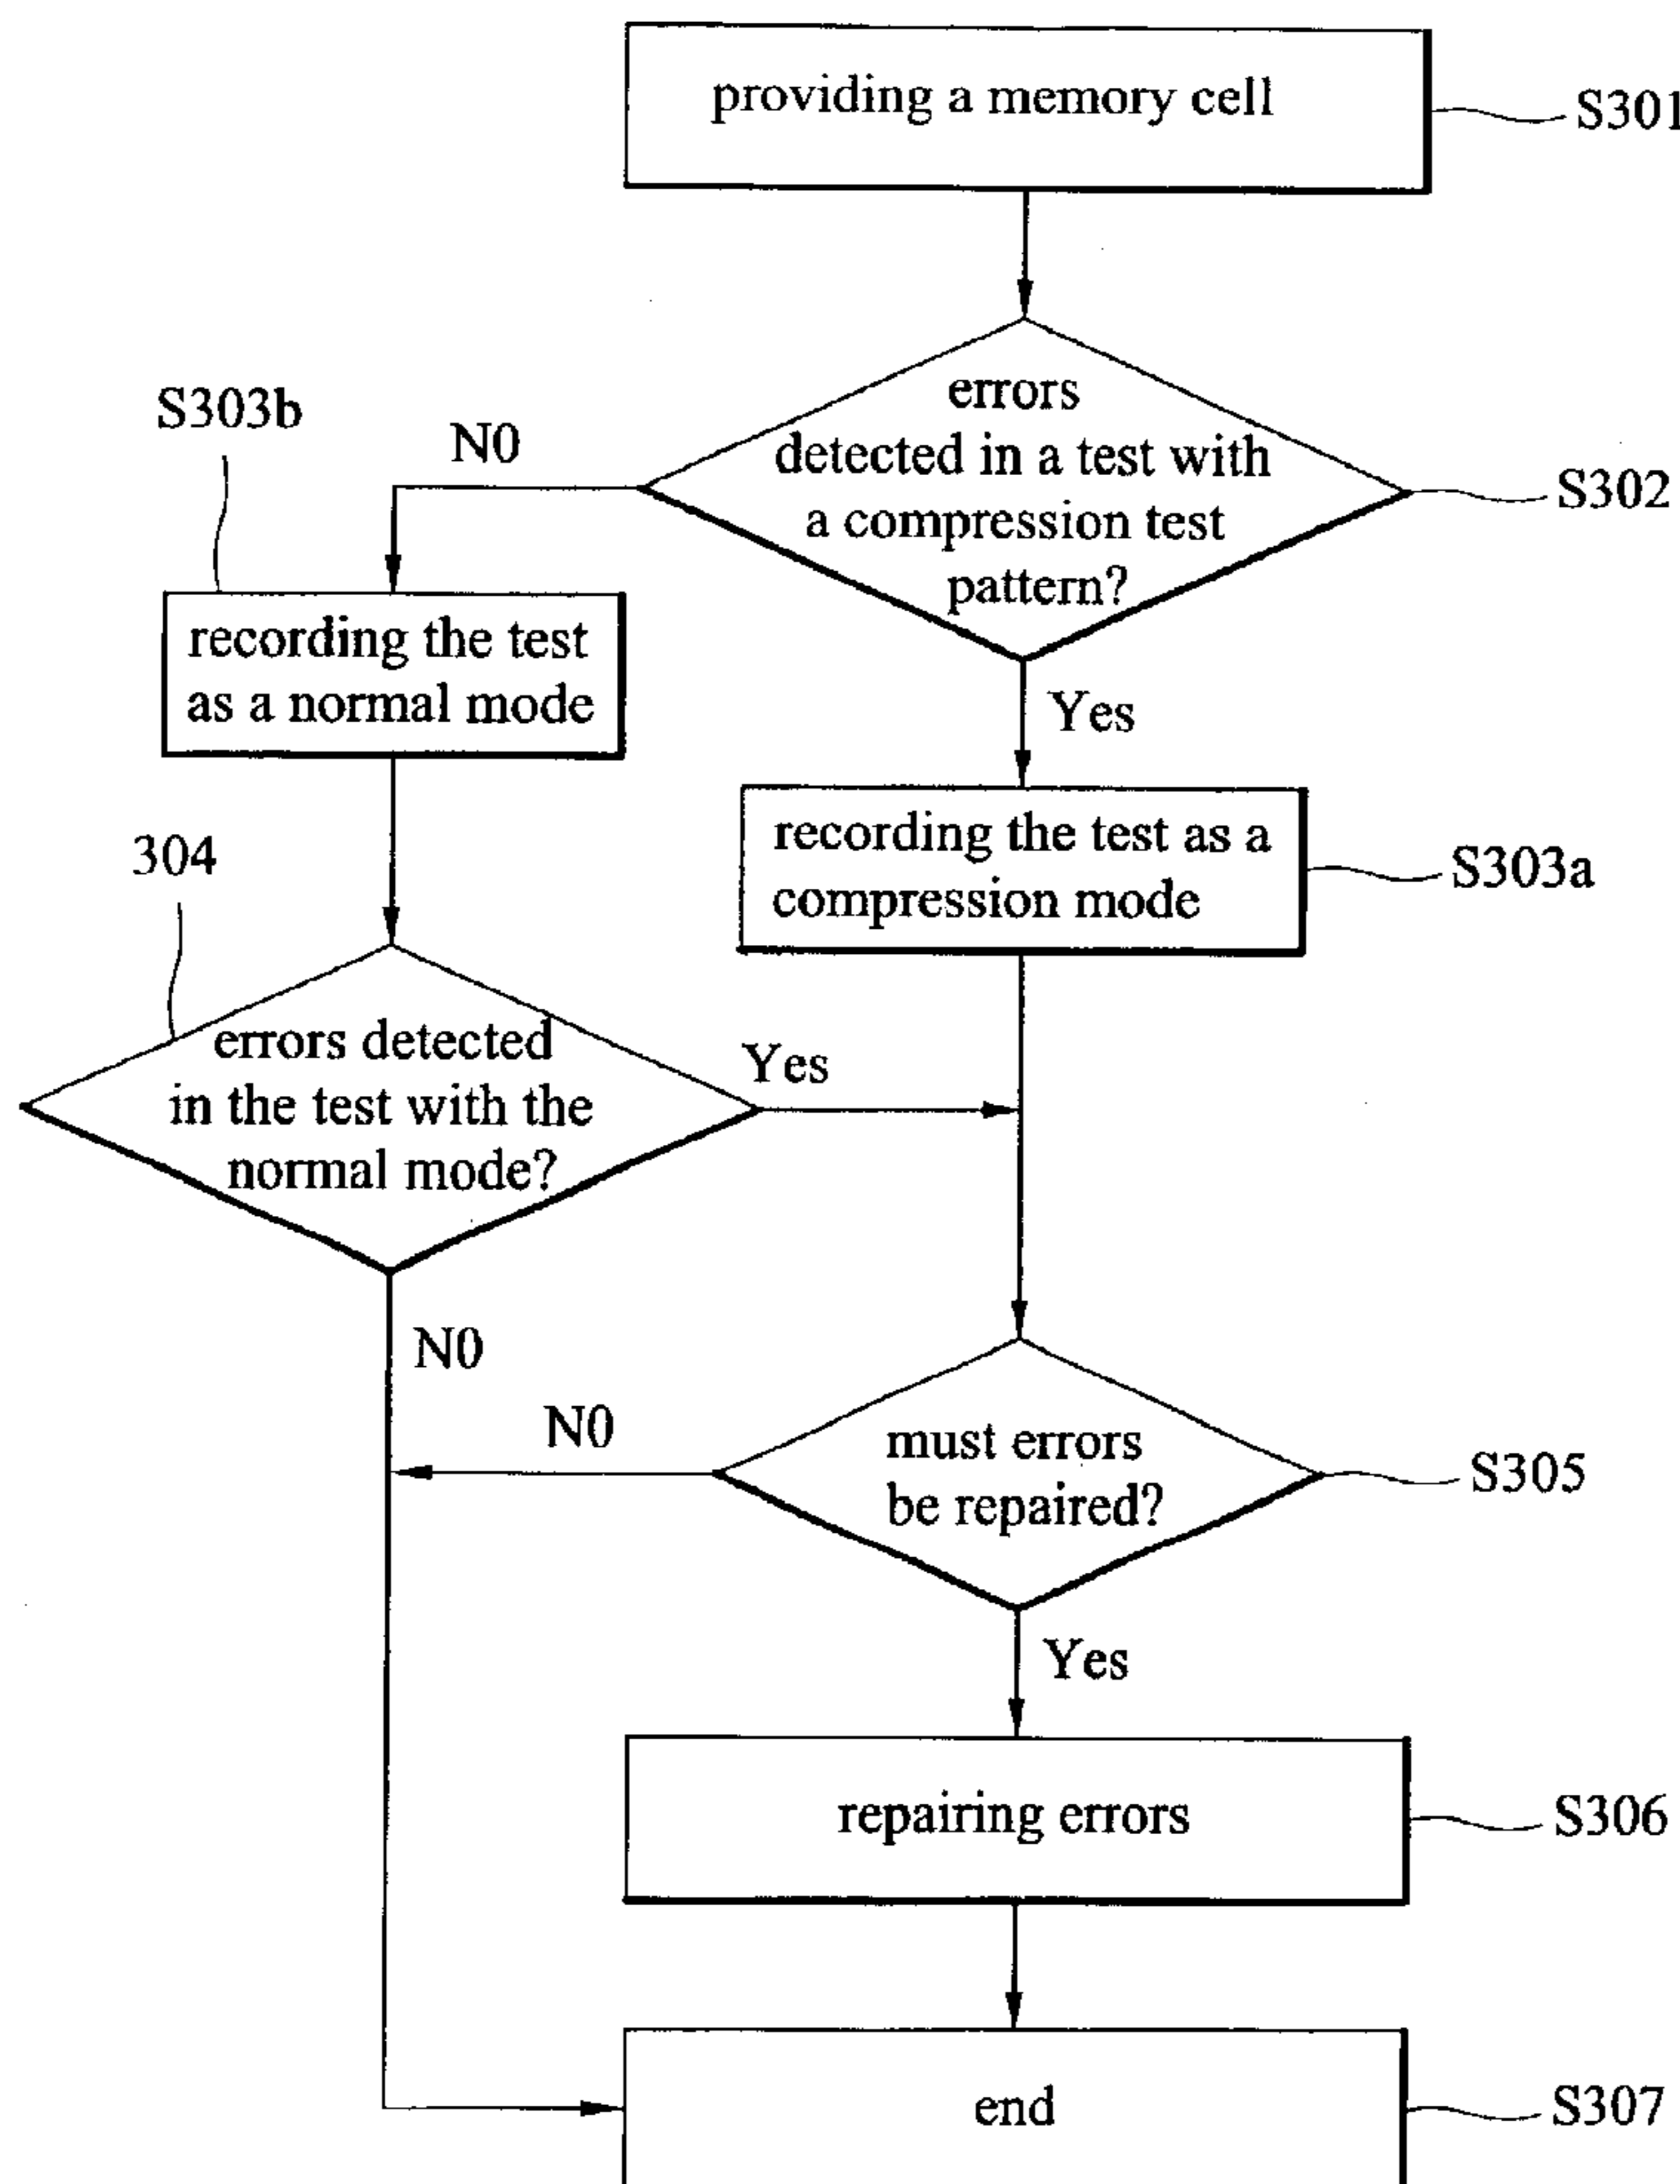 providing a memory cell
S301
errors
detected in a test with
a compression test
pattern?
S302
N0
S303b
recording the test
as a normal mode
Yes
recording the test as a
compression mode
S303a
304
errors detected
in the test with the
normal mode?
Yes
N0
must errors
be repaired?
S305
N0
Yes
repairing errors
S306
end
S307